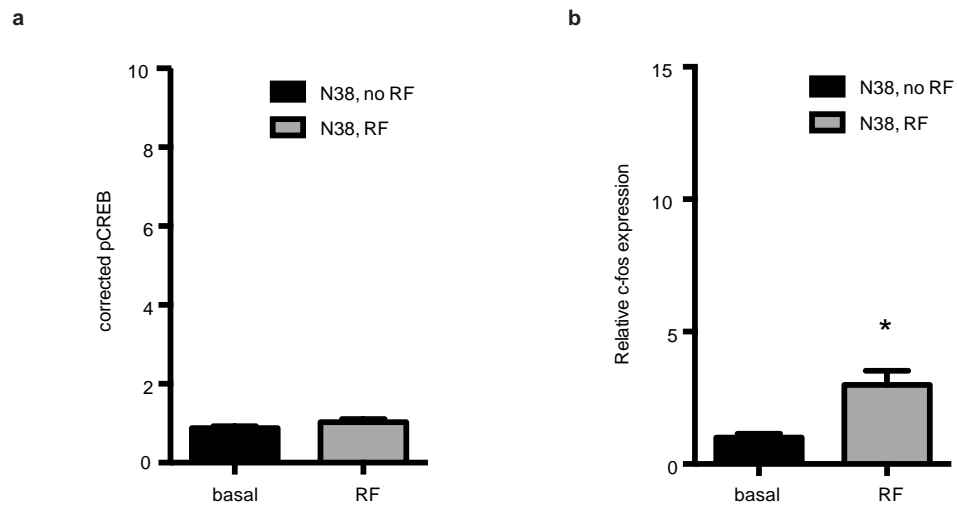 a
10
8
6
4
2
0
corrected pCREB
N38, no RF
N38, RF
basal
RF
b
15
10
5
0
Relative c-fos expression
N38, no RF
N38, RF
*
basal
RF